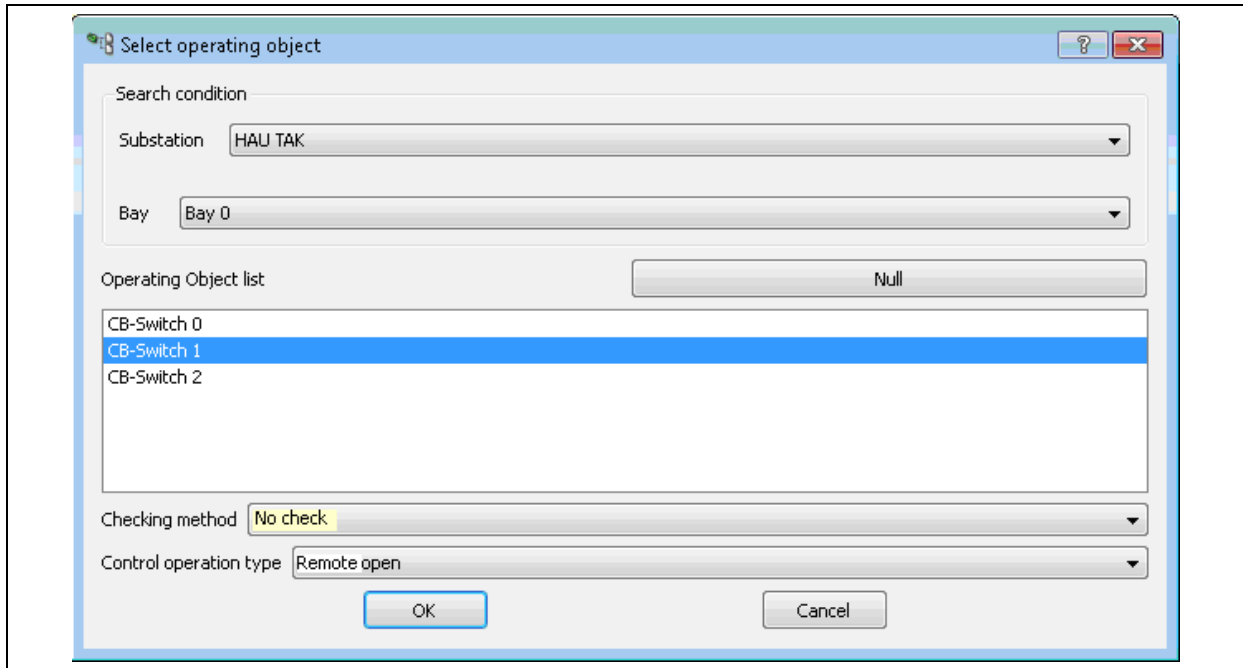 Select operating object
Search condition
Substation HAU TAK
Bay Bay 0
Operating Object list Null
CB-Switch 0
CB-Switch 1
CB-Switch 2
Checking method No check
Control operation type Remote open
OK Cancel